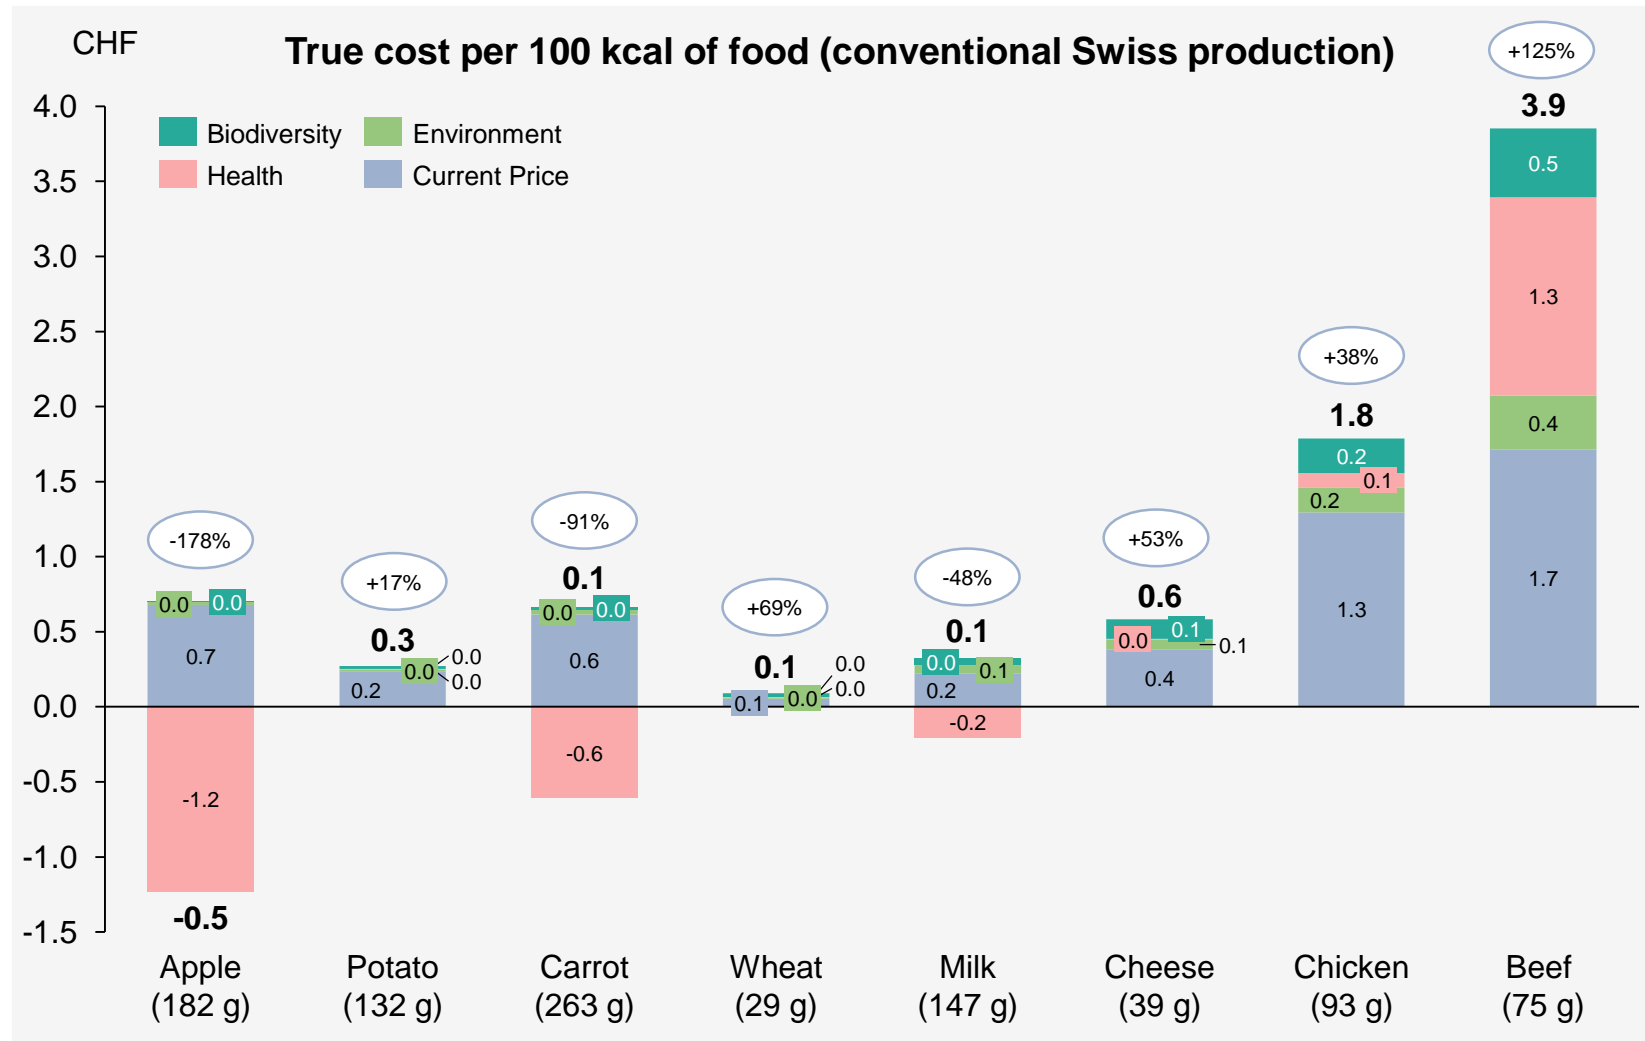 CHF
True cost per 100 kcal of food (conventional Swiss production)
Biodiversity
Environment
Health
Current Price
4.0
3.5
3.0
2.5
2.0
1.5
1.0
0.5
0.0
-0.5
-1.0
-1.5
-178%
0.0
0.0
0.7
-1.2
-0.5
+17%
0.3
0.0
0.0
0.0
0.2
-91%
0.1
0.0
0.0
0.6
-0.6
+69%
0.1
0.0
0.0
0.0
0.1
-48%
0.1
0.0
0.1
0.2
-0.2
+53%
0.6
0.1
0.0
0.1
0.4
+38%
1.8
0.2
0.1
0.2
1.3
+125%
3.9
0.5
1.3
0.4
1.7
Apple
(182 g)
Potato
(132 g)
Carrot
(263 g)
Wheat
(29 g)
Milk
(147 g)
Cheese
(39 g)
Chicken
(93 g)
Beef
(75 g)